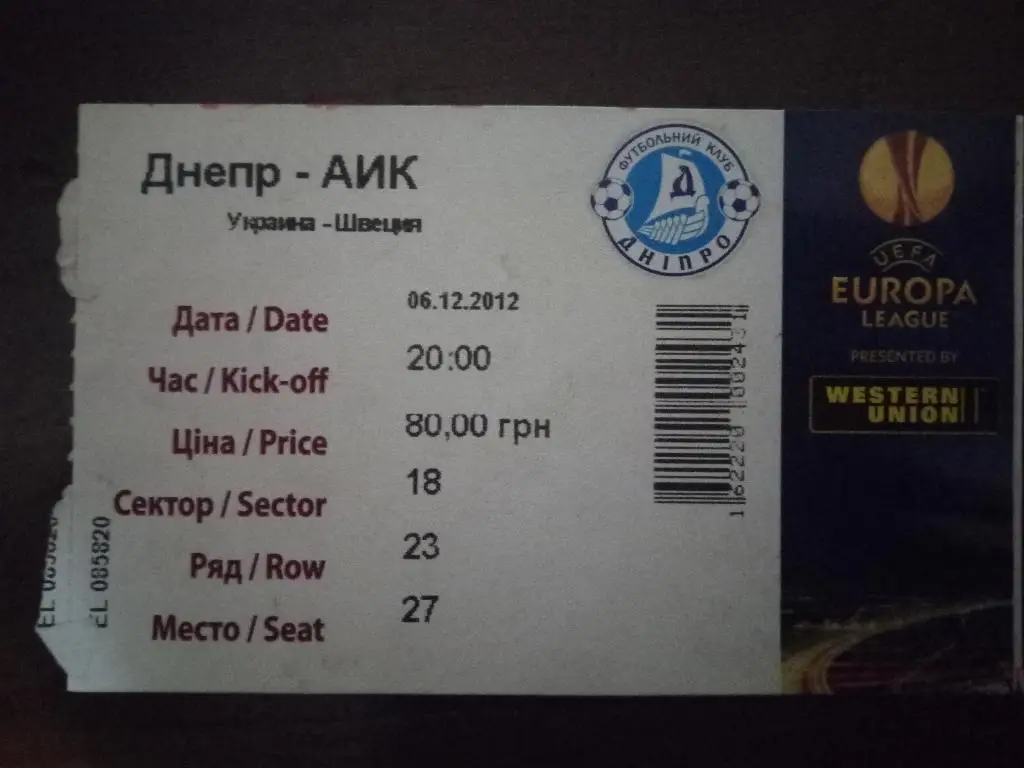 Днепр - АИК
Украина - Швеция
ФУТБОЛЬНИЙ КЛУБ
Д
ДНІПРО
Дата / Date 06.12.2012
Час / Kick-off 20:00
Ціна / Price 80,00 грн
Сектор / Sector 18
Ряд / Row 23
Место / Seat 27
EL 085820
EL 085820
UEFA
EUROPA
LEAGUE
PRESENTED BY
WESTERN
UNION